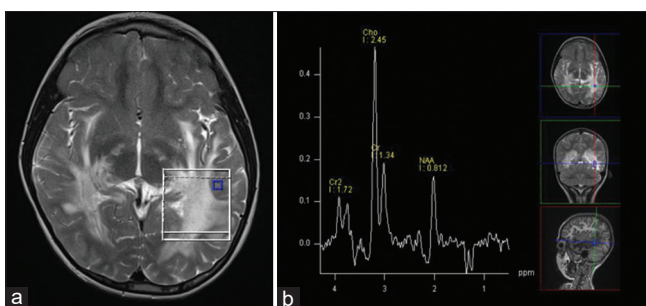 a
b
Cho
I : 2.45
Cr
I : 1.34
NAA
I : 0.812
Cr2
I : 1.72
0.4
0.3
0.2
0.1
0.0
4
3
2
1
ppm